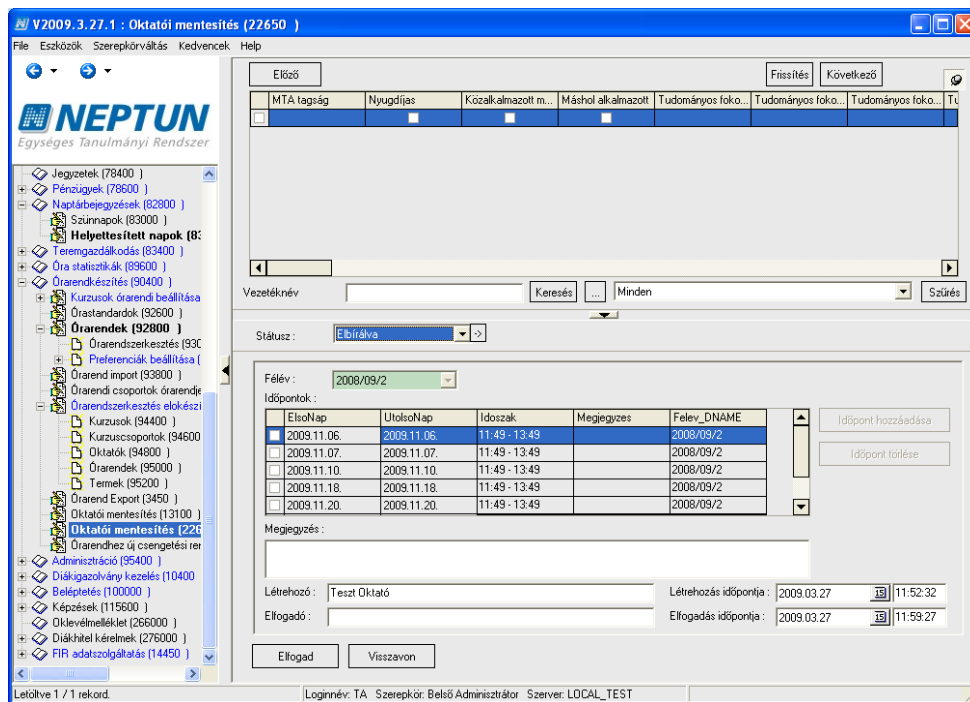 V2009.3.27.1 : Oktatói mentesítés (22650 )
File Eszközök Szerepkörváltás Kedvencek Help
Előző Frissítés Következő
NEPTUN
Egységes Tanulmányi Rendszer
MTA tagság Nyugdíjas Közalkalmazott m... Máshol alkalmazott Tudományos foko... Tudományos foko... Tudományos foko... Tu
Jegyzetek (78400 )
Pénzügyek (78600 )
Naptárbejegyzések (82800 )
Szünnapok (83000 )
Helyettesített napok (83
Teremgazdálkodás (83400 )
Óra statisztikák (89600 )
Órarendkészítés (90400 )
Kurzusok órarendi beállítása
Órastandardok (92600 )
Órarendek (92800 )
Órarendszerkesztés (930
Preferenciák beállítása (
Órarend import (93800 )
Órarendi csoportok órarendje
Órarendszerkesztés elokészí
Kurzusok (94400 )
Kurzuscsoportok (94600
Oktatók (94800 )
Órarendek (95000 )
Termek (95200 )
Órarend Export (3450 )
Oktatói mentesítés (13100 )
Oktatói mentesítés (226
Órarendhez új csengetési rer
Adminisztráció (95400 )
Diákigazolvány kezelés (10400
Beléptetés (100000 )
Képzések (115600 )
Oklevélmelléklet (266000 )
Diákhitel kérelmek (276000 )
FIR adatszolgáltatás (14450 )
Vezetéknév Keresés ... Minden Szűrés
Státusz : Elbírálva ->
Félév : 2008/09/2
Időpontok :
ElsoNap UtolsoNap Idoszak Megjegyzes Felev_DNAME
2009.11.06. 2009.11.06. 11:49 - 13:49 2008/09/2
2009.11.07. 2009.11.07. 11:49 - 13:49 2008/09/2
2009.11.10. 2009.11.10. 11:49 - 13:49 2008/09/2
2009.11.18. 2009.11.18. 11:49 - 13:49 2008/09/2
2009.11.20. 2009.11.20. 11:49 - 13:49 2008/09/2
Időpont hozzáadása
Időpont törlése
Megjegyzés :
Létrehozó : Teszt Oktató Létrehozás időpontja : 2009.03.27 15 11:52:32
Elfogadó : Elfogadás időpontja : 2009.03.27 15 11:59:27
Elfogad Visszavon
Letöltve 1 / 1 rekord. Loginnév: TA Szerepkör: Belső Adminisztrátor Szerver: LOCAL_TEST